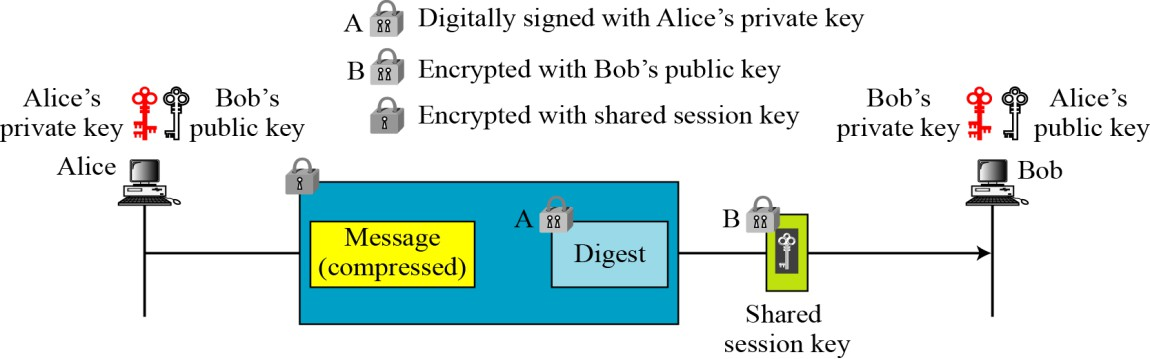 A Digitally signed with Alice's private key
B Encrypted with Bob's public key
Encrypted with shared session key
Alice's
private key
Bob's
public key
Bob's
private key
Alice's
public key
Alice
Bob
A
B
Message
(compressed)
Digest
Shared
session key